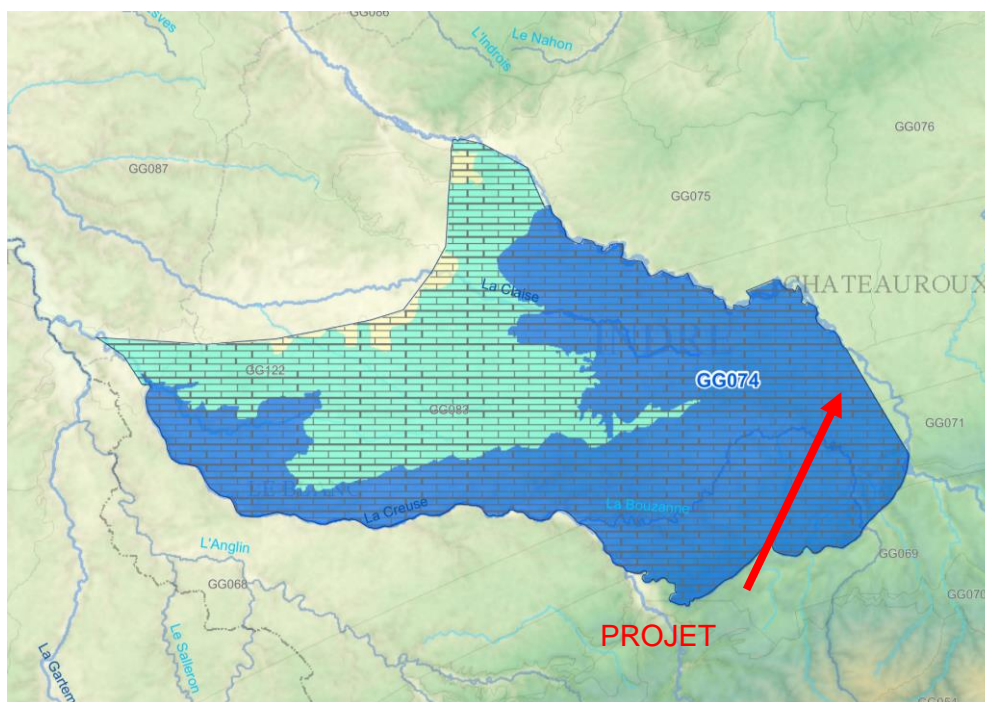 GG086
L'Indrois
Le Nahon
GG076
GG087
GG075
CHATEAUROUX
La Claise
INDRE
GG074
GG122
GG083
GG071
La Bouzanne
La Creuse
L'Anglin
GG069
GG068
GG070
PROJET
Le Salleron